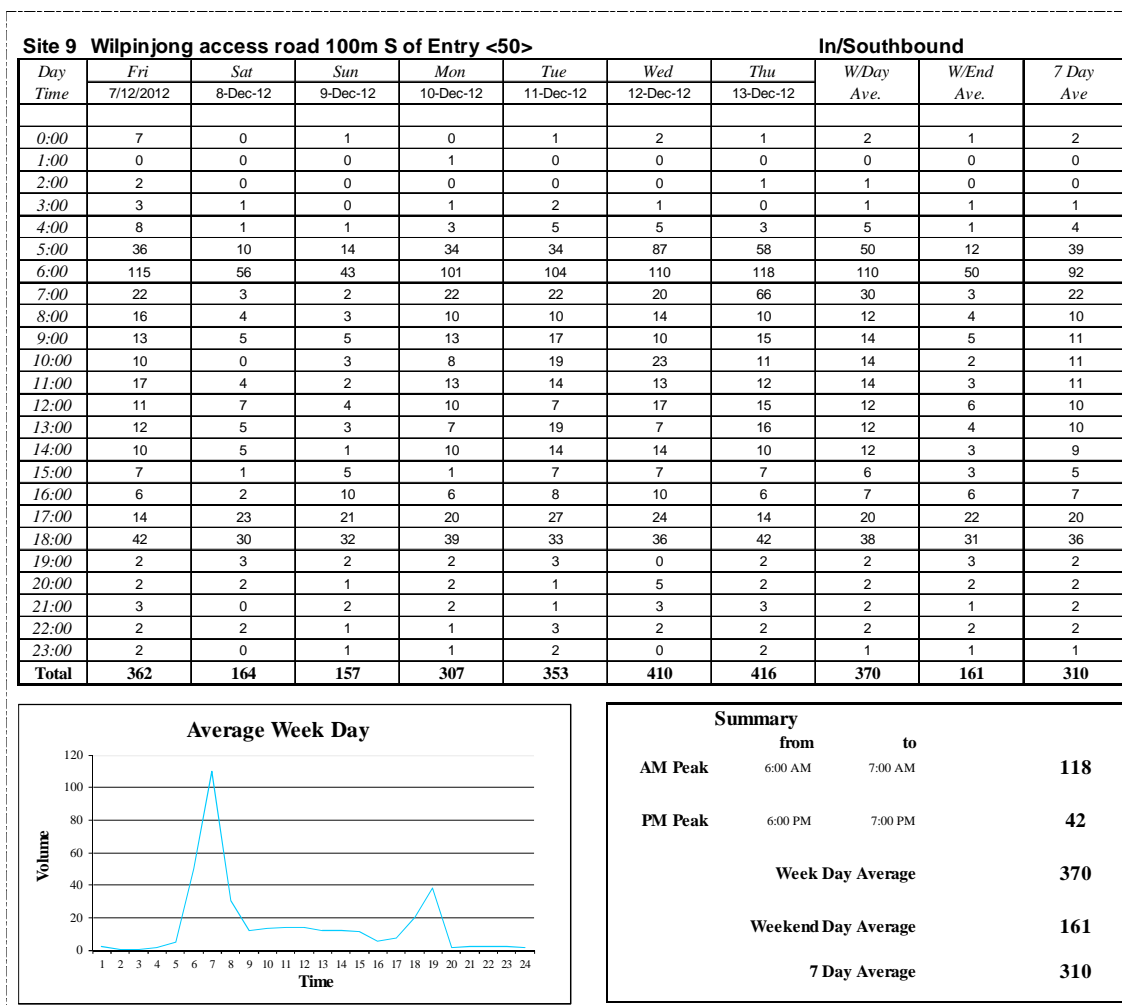 Site 9 Wilpinjong access road 100m S of Entry <50> In/Southbound
Day Fri Sat Sun Mon Tue Wed Thu W/Day W/End 7 Day
Time 7/12/2012 8-Dec-12 9-Dec-12 10-Dec-12 11-Dec-12 12-Dec-12 13-Dec-12 Ave. Ave. Ave
0:00 7 0 1 0 1 2 1 2 1 2
1:00 0 0 0 1 0 0 0 0 0 0
2:00 2 0 0 0 0 0 1 1 0 0
3:00 3 1 0 1 2 1 0 1 1 1
4:00 8 1 1 3 5 5 3 5 1 4
5:00 36 10 14 34 34 87 58 50 12 39
6:00 115 56 43 101 104 110 118 110 50 92
7:00 22 3 2 22 22 20 66 30 3 22
8:00 16 4 3 10 10 14 10 12 4 10
9:00 13 5 5 13 17 10 15 14 5 11
10:00 10 0 3 8 19 23 11 14 2 11
11:00 17 4 2 13 14 13 12 14 3 11
12:00 11 7 4 10 7 17 15 12 6 10
13:00 12 5 3 7 19 7 16 12 4 10
14:00 10 5 1 10 14 14 10 12 3 9
15:00 7 1 5 1 7 7 7 6 3 5
16:00 6 2 10 6 8 10 6 7 6 7
17:00 14 23 21 20 27 24 14 20 22 20
18:00 42 30 32 39 33 36 42 38 31 36
19:00 2 3 2 2 3 0 2 2 3 2
20:00 2 2 1 2 1 5 2 2 2 2
21:00 3 0 2 2 1 3 3 2 1 2
22:00 2 2 1 1 3 2 2 2 2 2
23:00 2 0 1 1 2 0 2 1 1 1
Total 362 164 157 307 353 410 416 370 161 310
Average Week Day
120
100
80
60
40
20
0
Volume
1 2 3 4 5 6 7 8 9 10 11 12 13 14 15 16 17 18 19 20 21 22 23 24
Time
Summary
from to
AM Peak 6:00 AM 7:00 AM 118
PM Peak 6:00 PM 7:00 PM 42
Week Day Average 370
Weekend Day Average 161
7 Day Average 310